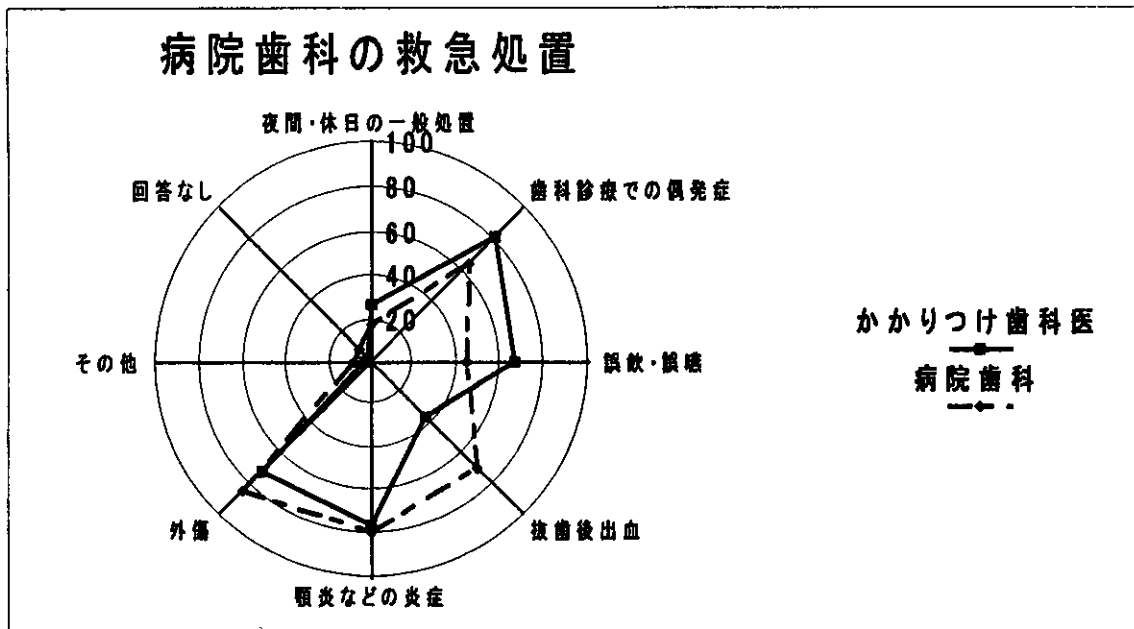 病院歯科の救急処置
夜間・休日の一般処置
100
80
60
40
20
回答なし
歯科診療での偶発症
その他
誤飲・誤嚥
外傷
抜歯後出血
顎炎などの炎症
かかりつけ歯科医
病院歯科